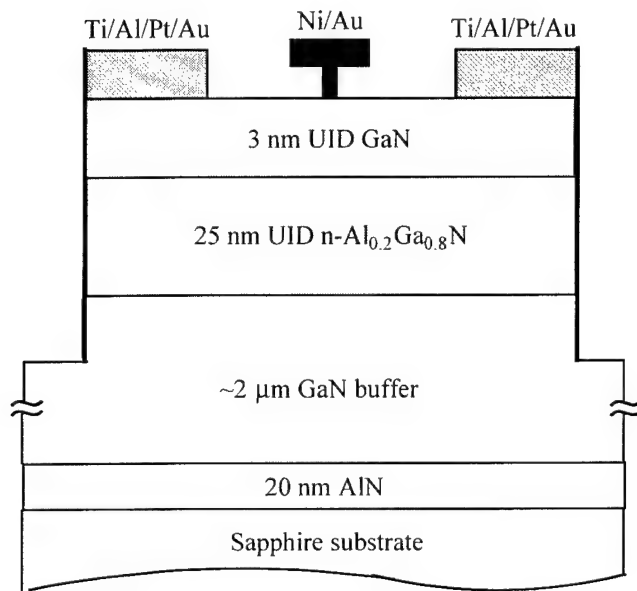 Ti/Al/Pt/Au Ni/Au Ti/Al/Pt/Au
3 nm UID GaN
25 nm UID n-Al₀.₂Ga₀.₈N
~2 μm GaN buffer
20 nm AlN
Sapphire substrate